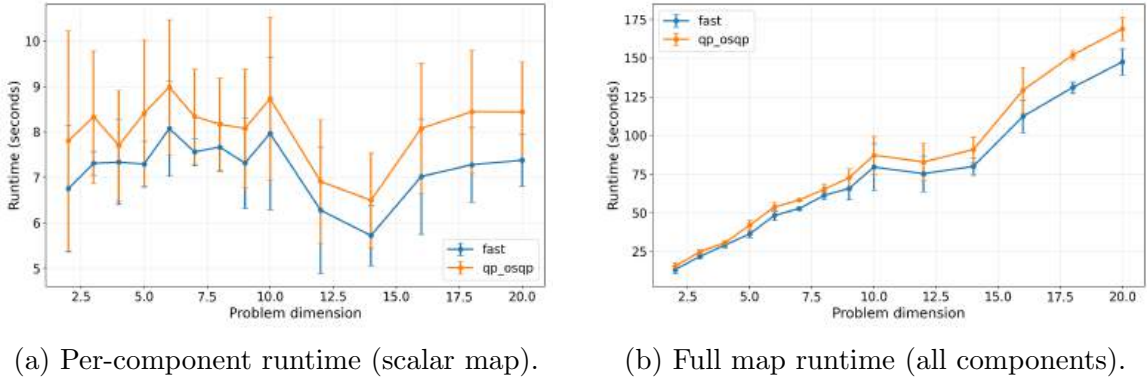 10
9
8
7
6
5
Runtime (seconds)
2.5 5.0 7.5 10.0 12.5 15.0 17.5 20.0
Problem dimension
fast
qp_osqp
(a) Per-component runtime (scalar map).
175
150
125
100
75
50
25
Runtime (seconds)
2.5 5.0 7.5 10.0 12.5 15.0 17.5 20.0
Problem dimension
fast
qp_osqp
(b) Full map runtime (all components).